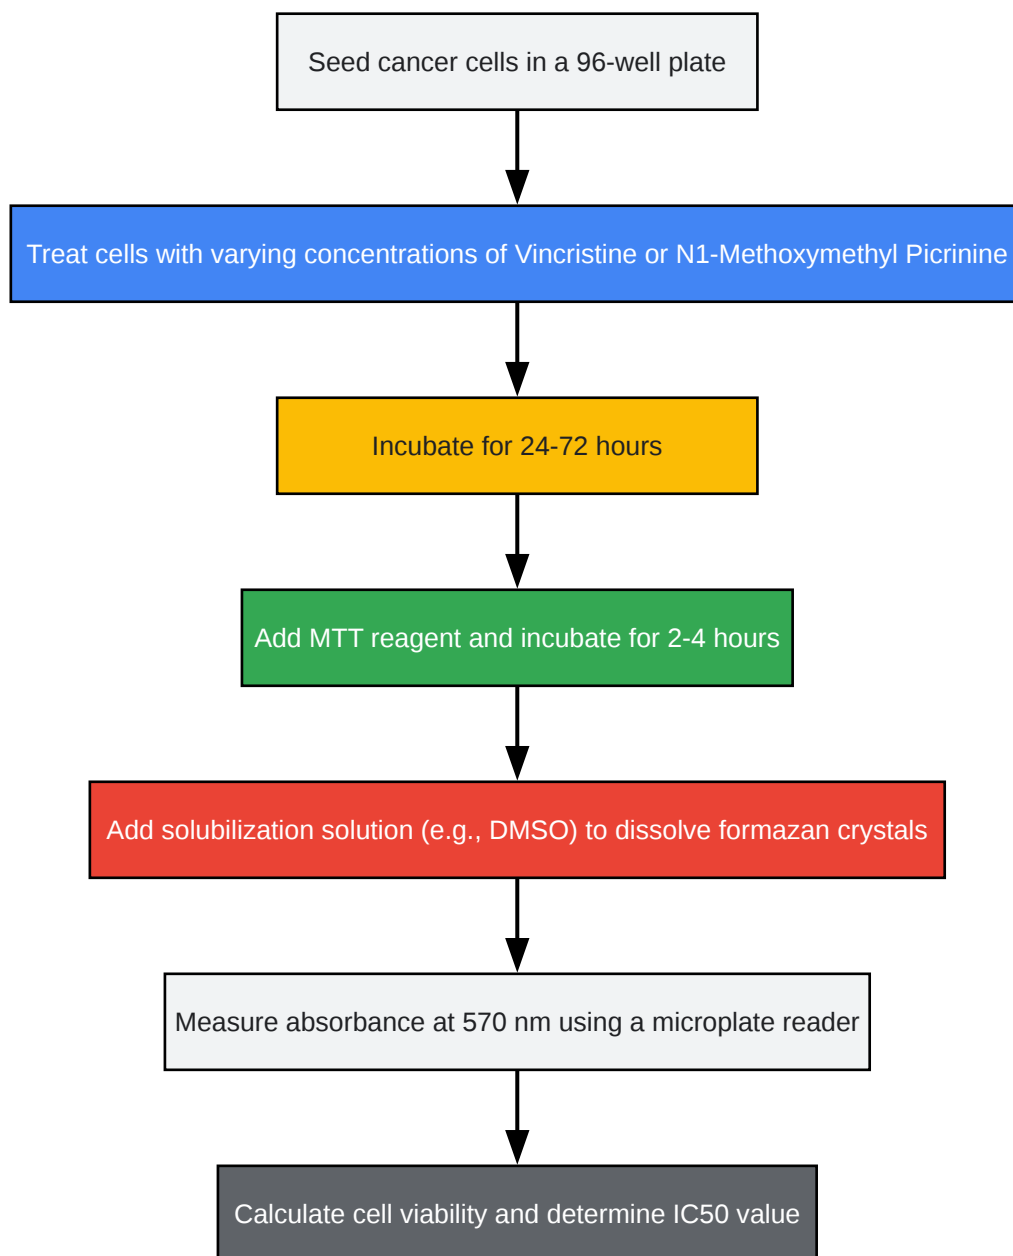 Seed cancer cells in a 96-well plate
Treat cells with varying concentrations of Vincristine or N1-Methoxymethyl Picrinine
Incubate for 24-72 hours
Add MTT reagent and incubate for 2-4 hours
Add solubilization solution (e.g., DMSO) to dissolve formazan crystals
Measure absorbance at 570 nm using a microplate reader
Calculate cell viability and determine IC50 value